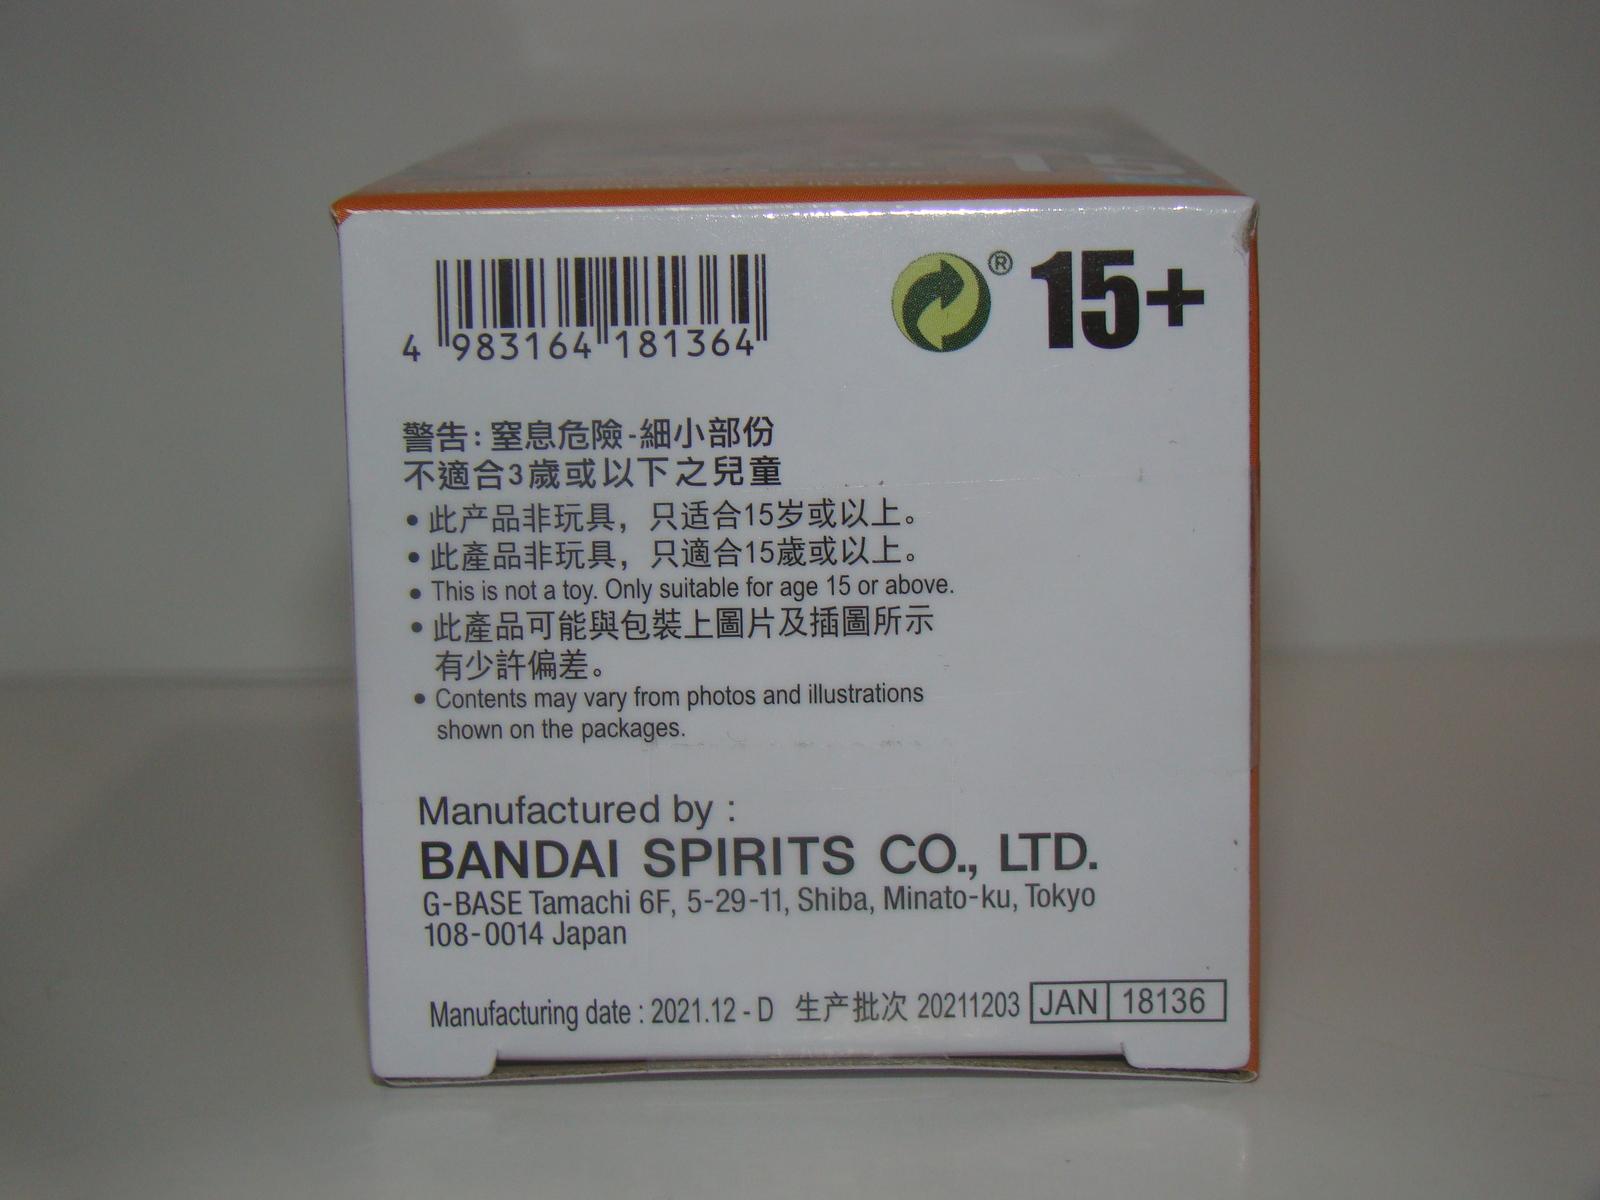 ® 15+
4 983164 181364
警告: 窒息危險-細小部份
不適合3歲或以下之兒童
• 此产品非玩具，只适合15岁或以上。
• 此產品非玩具，只適合15歲或以上。
• This is not a toy. Only suitable for age 15 or above.
• 此產品可能與包裝上圖片及插圖所示
有少許偏差。
• Contents may vary from photos and illustrations
shown on the packages.
Manufactured by :
BANDAI SPIRITS CO., LTD.
G-BASE Tamachi 6F, 5-29-11, Shiba, Minato-ku, Tokyo
108-0014 Japan
Manufacturing date : 2021.12 - D 生产批次 20211203 JAN 18136